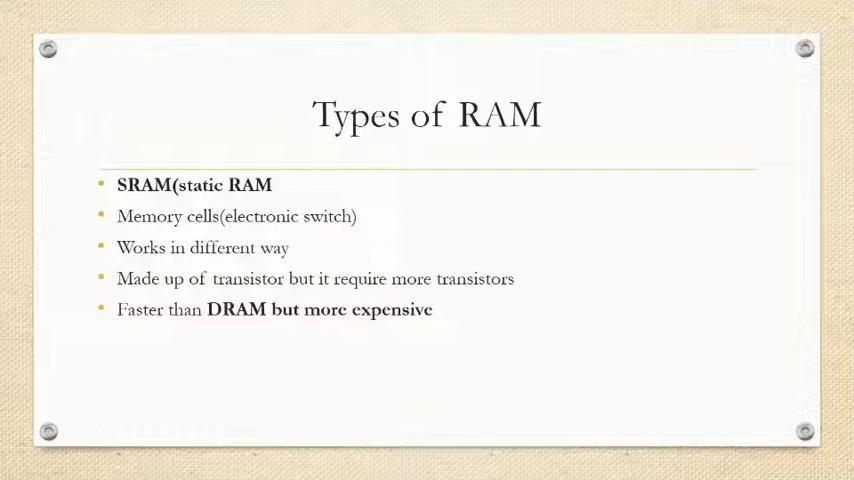 Types of RAM
SRAM(static RAM
Memory cells(electronic switch)
Works in different way
Made up of transistor but it require more transistors
Faster than DRAM but more expensive